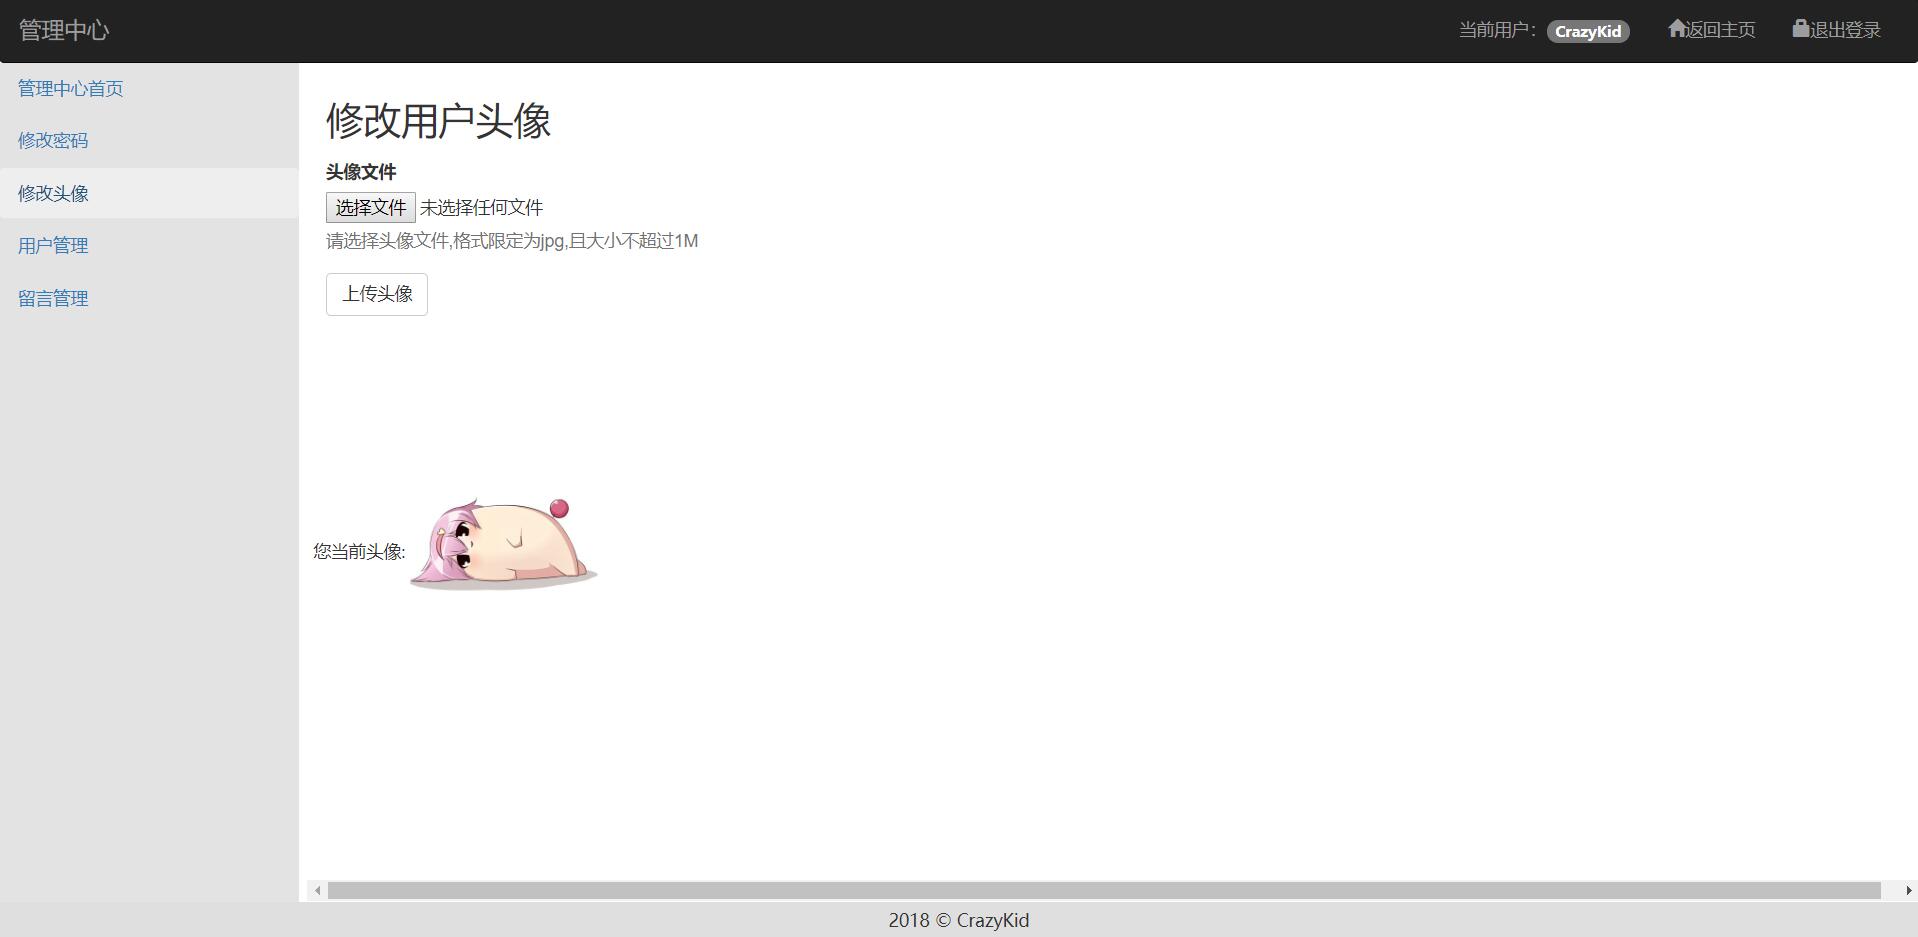 管理中心
当前用户： CrazyKid 返回主页 退出登录
管理中心首页
修改密码
修改头像
用户管理
留言管理
修改用户头像
头像文件
选择文件 未选择任何文件
请选择头像文件,格式限定为jpg,且大小不超过1M
上传头像
您当前头像:
2018 © CrazyKid